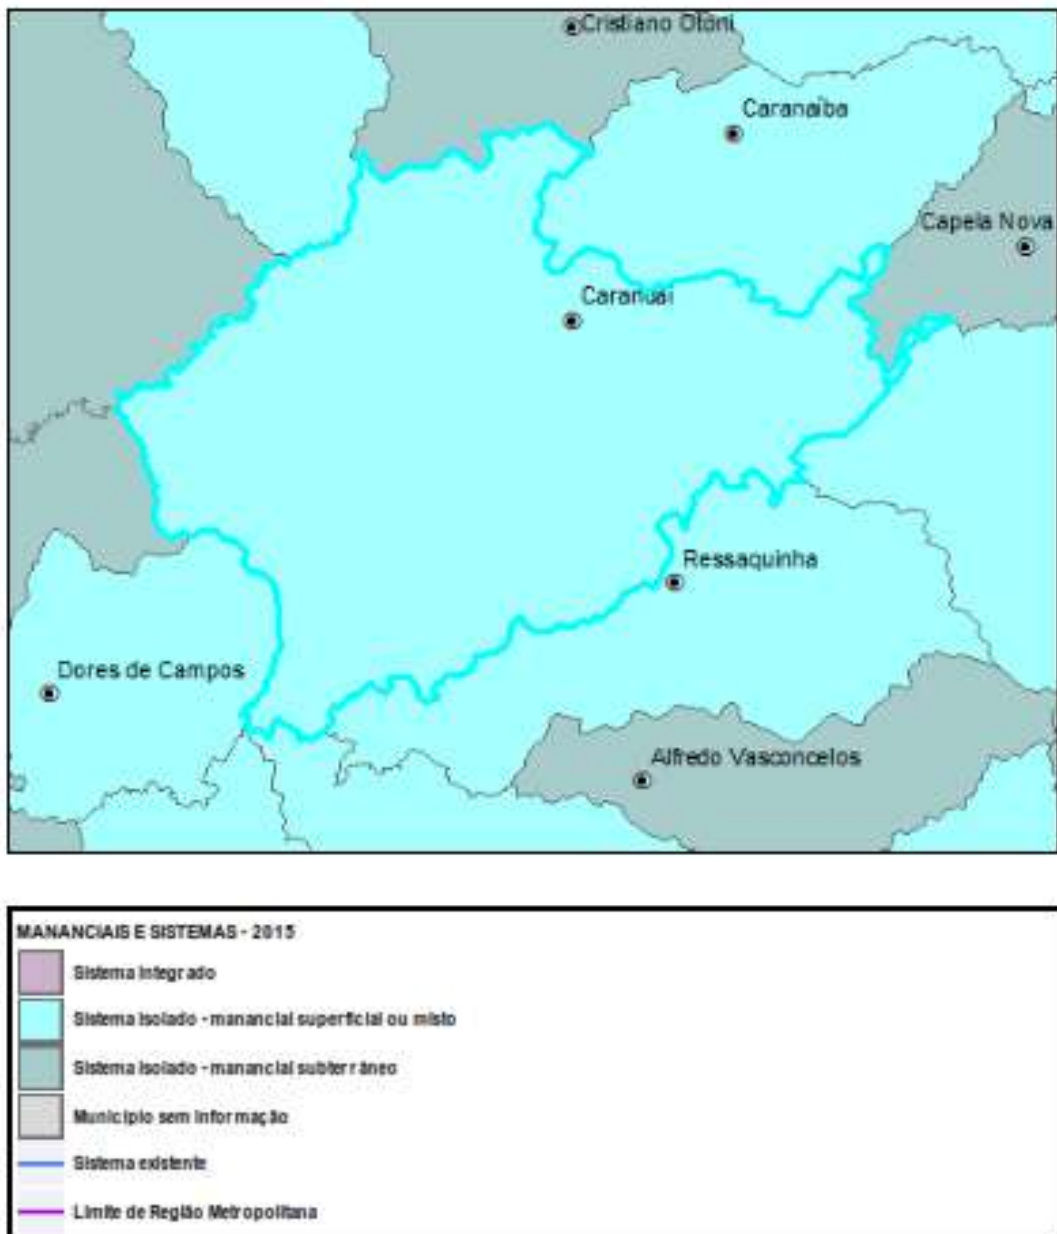 Cristiano Otoni
Caranaíba
Capela Nova
Carandaí
Ressaquinha
Dores de Campos
Alfredo Vasconcelos
MANANCIAIS E SISTEMAS - 2015
Sistema Integrado
Sistema Isolado - manancial superficial ou misto
Sistema Isolado - manancial subterrâneo
Município sem Informação
Sistema existente
Limite de Região Metropolitana